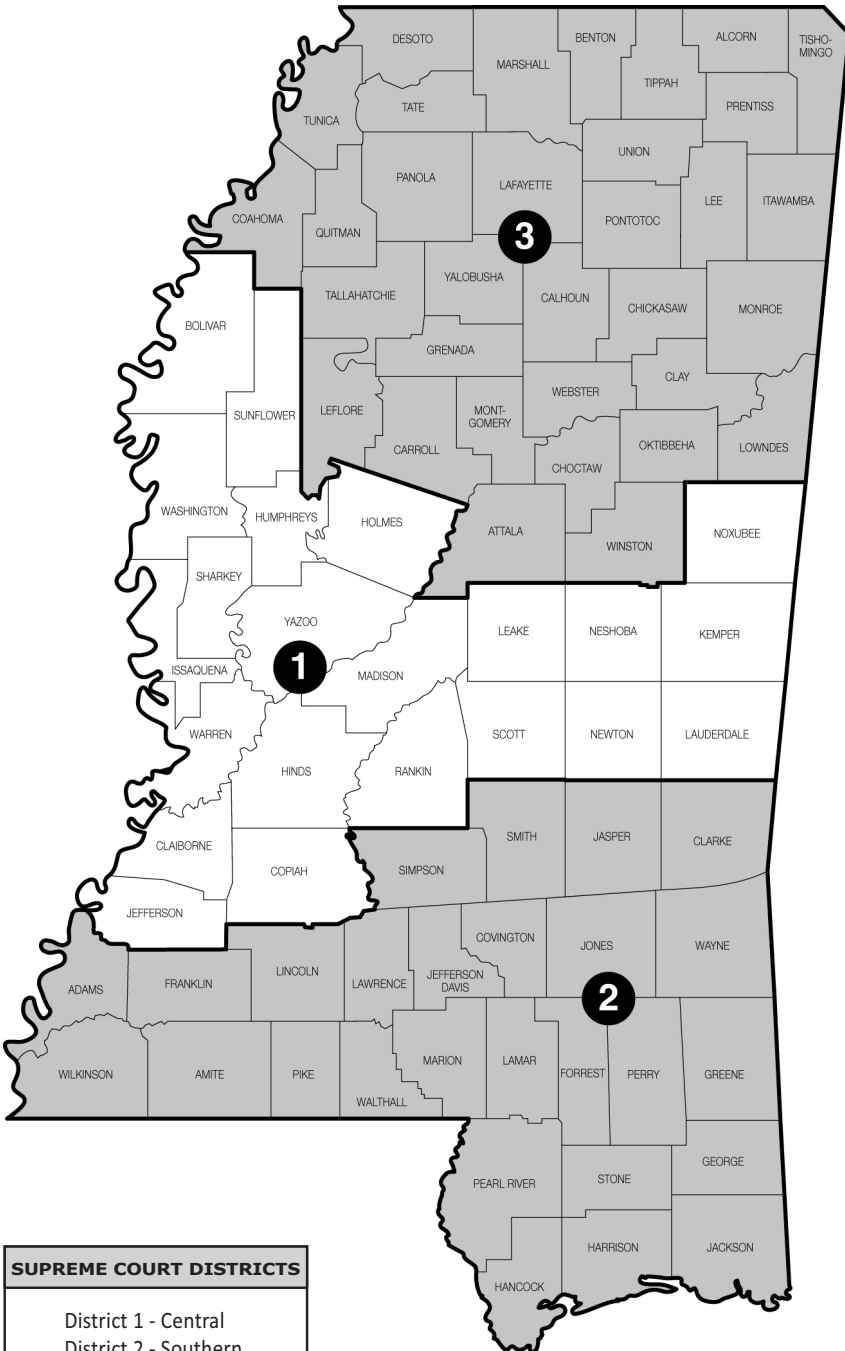 DESOTO
BENTON
ALCORN
TISHO-
MINGO
MARSHALL
TIPPAH
PRENTISS
TATE
TUNICA
UNION
PANOLA
LAFAYETTE
LEE
ITAWAMBA
COAHOMA
QUITMAN
PONTOTOC
3
YALOBUSHA
TALLAHATCHIE
CALHOUN
CHICKASAW
MONROE
BOLIVAR
GRENADA
CLAY
WEBSTER
SUNFLOWER
LEFLORE
MONT-
GOMERY
CARROLL
OKTIBBEHA
LOWNDES
CHOCTAW
WASHINGTON
HUMPHREYS
HOLMES
ATTALA
WINSTON
NOXUBEE
SHARKEY
YAZOO
LEAKE
NESHOBA
KEMPER
1
ISSAQUENA
MADISON
WARREN
SCOTT
NEWTON
LAUDERDALE
HINDS
RANKIN
CLAIBORNE
SMITH
JASPER
CLARKE
COPIAH
SIMPSON
JEFFERSON
COVINGTON
JONES
WAYNE
ADAMS
FRANKLIN
LINCOLN
LAWRENCE
JEFFERSON
DAVIS
2
WILKINSON
AMITE
PIKE
MARION
LAMAR
FORREST
PERRY
GREENE
WALTHALL
GEORGE
PEARL RIVER
STONE
HARRISON
JACKSON
HANCOCK
SUPREME COURT DISTRICTS
District 1 - Central
District 2 - Southern